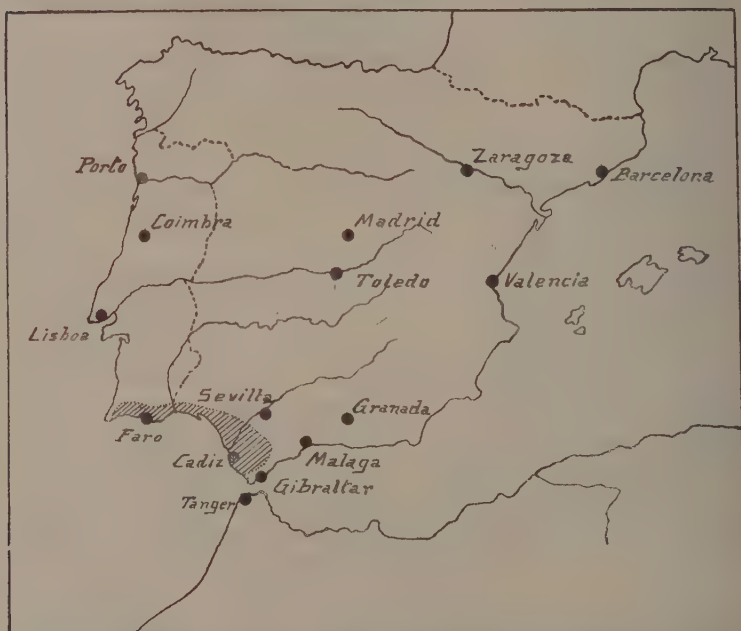 Porto
Zaragoza
Barcelona
Coimbra
Madrid
Toledo
Valencia
Lisboa
Sevilla
Granada
Faro
Cadiz
Malaga
Gibraltar
Tanger